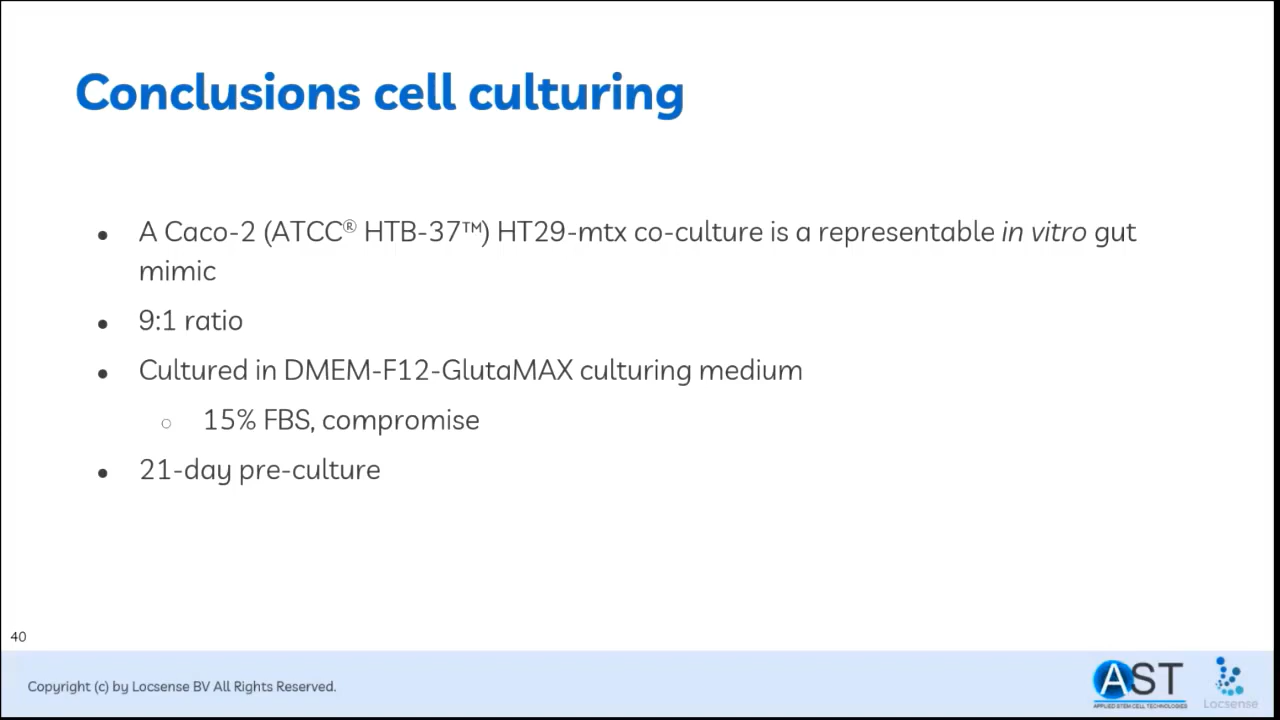 Conclusions cell culturing
● A Caco-2 (ATCC® HTB-37™) HT29-mtx co-culture is a representable in vitro gut
mimic
● 9:1 ratio
● Cultured in DMEM-F12-GlutaMAX culturing medium
○ 15% FBS, compromise
● 21-day pre-culture
40
Copyright (c) by Locsense BV All Rights Reserved.
AST
APPLIED STEM CELL TECHNOLOGIES
Locsense